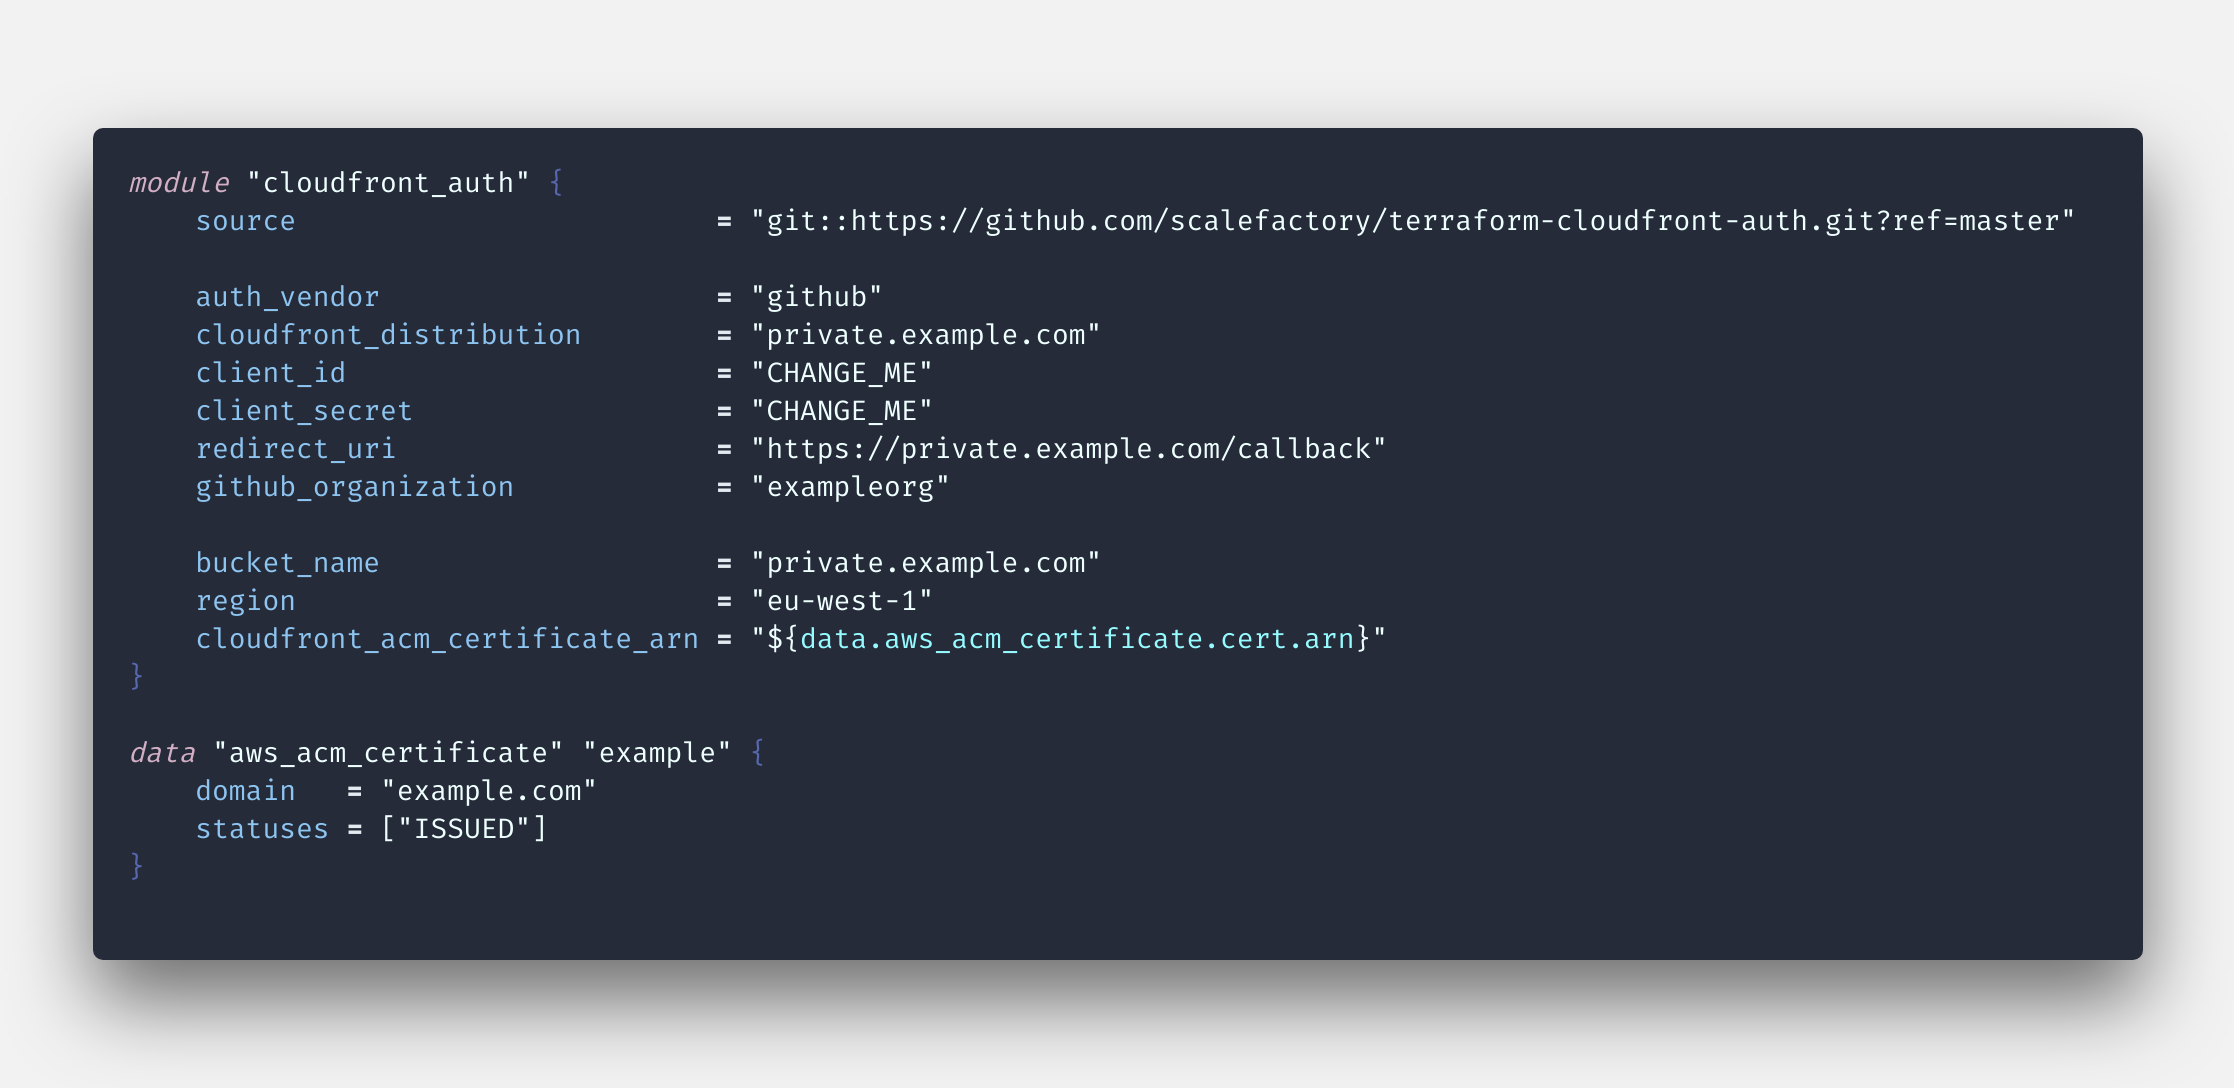 module "cloudfront_auth" {
    source                         = "git::https://github.com/scalefactory/terraform-cloudfront-auth.git?ref=master"

    auth_vendor                    = "github"
    cloudfront_distribution        = "private.example.com"
    client_id                      = "CHANGE_ME"
    client_secret                  = "CHANGE_ME"
    redirect_uri                   = "https://private.example.com/callback"
    github_organization            = "exampleorg"

    bucket_name                    = "private.example.com"
    region                         = "eu-west-1"
    cloudfront_acm_certificate_arn = "${data.aws_acm_certificate.cert.arn}"
}

data "aws_acm_certificate" "example" {
    domain   = "example.com"
    statuses = ["ISSUED"]
}